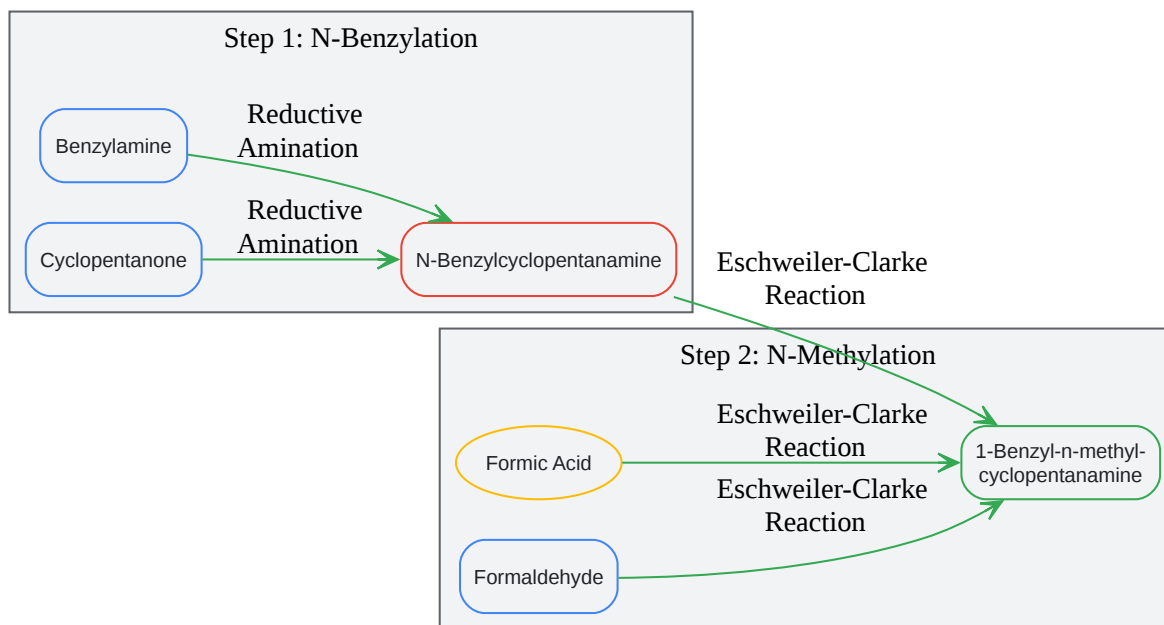 Step 1: N-Benzylation
Reductive
Amination
Benzylamine
Reductive
Amination
Cyclopentanone
N-Benzylcyclopentanamine
Eschweiler-Clarke
Reaction
Step 2: N-Methylation
Eschweiler-Clarke
Reaction
Formic Acid
1-Benzyl-n-methyl-
cyclopentanamine
Eschweiler-Clarke
Reaction
Formaldehyde